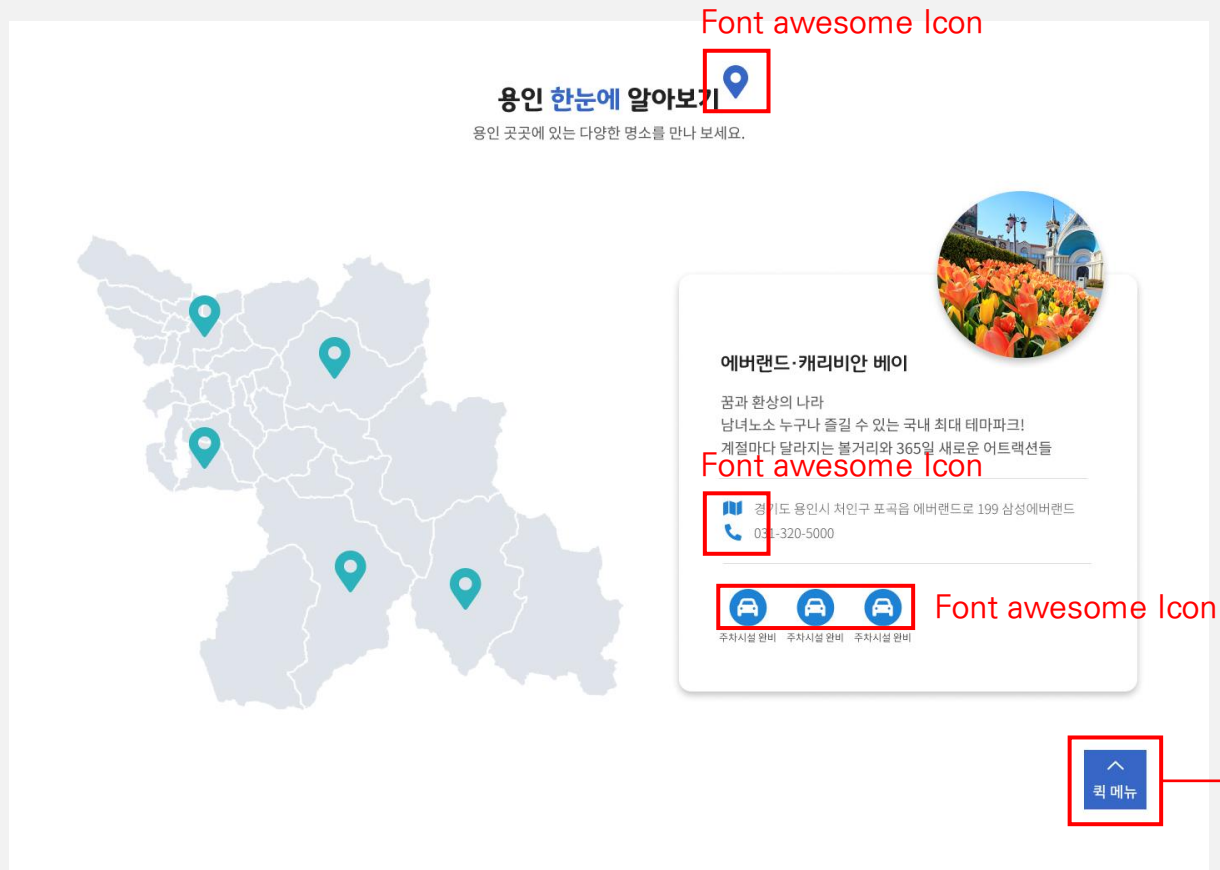 Font awesome Icon
용인 한눈에 알아보기
용인 곳곳에 있는 다양한 명소를 만나 보세요.
에버랜드·캐리비안 베이
꿈과 환상의 나라
남녀노소 누구나 즐길 수 있는 국내 최대 테마파크!
계절마다 달라지는 볼거리와 365일 새로운 어트랙션들
Font awesome Icon
경기도 용인시 처인구 포곡읍 에버랜드로 199 삼성에버랜드
031-320-5000
Font awesome Icon
주차시설 완비 주차시설 완비 주차시설 완비
퀵 메뉴